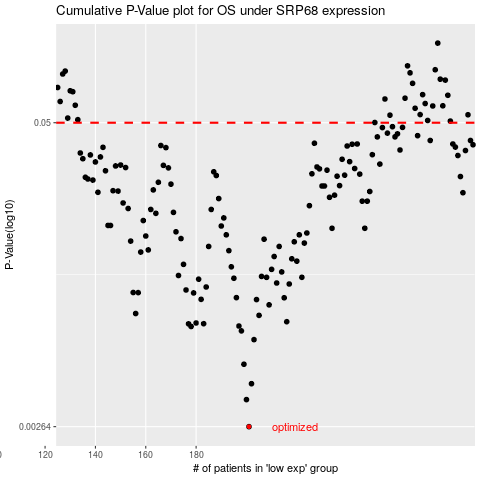 Cumulative P-Value plot for OS under SRP68 expression
P-Value(log10)
0.05
0.00264
optimized
0 120 140 160 180
# of patients in 'low exp' group